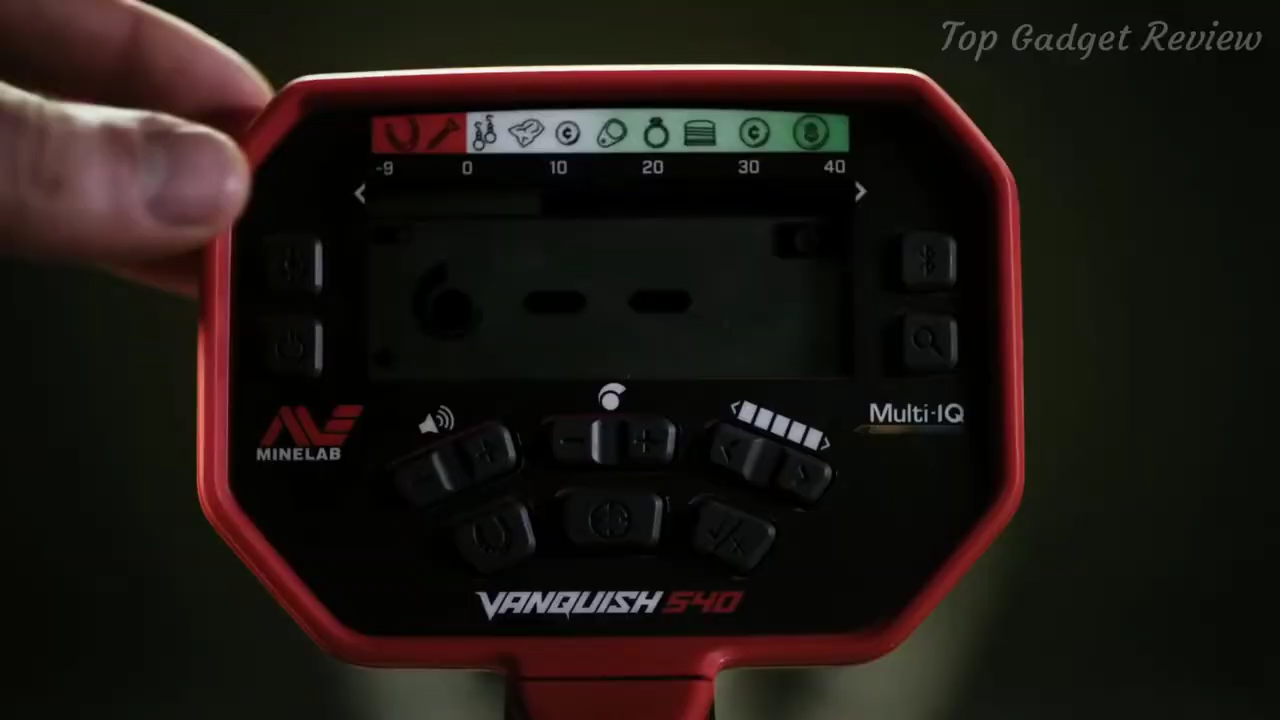 Top Gadget Review
-9 0 10 20 30 40
Multi-IQ
MINELAB
VANQUISH 540